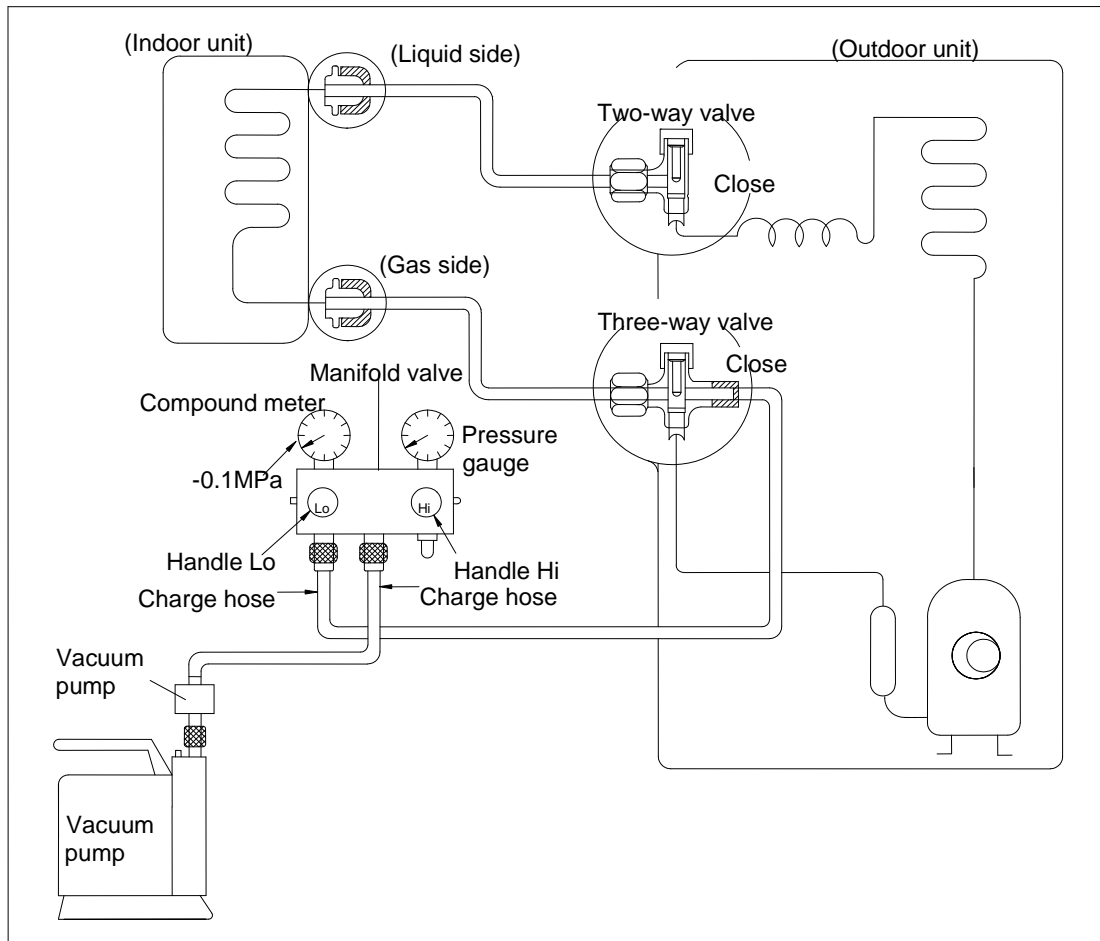 (Indoor unit)
(Liquid side)
(Outdoor unit)
Two-way valve
Close
(Gas side)
Three-way valve
Close
Manifold valve
Compound meter
Pressure
gauge
-0.1MPa
Lo
Hi
Handle Lo
Handle Hi
Charge hose
Charge hose
Vacuum
pump
Vacuum
pump